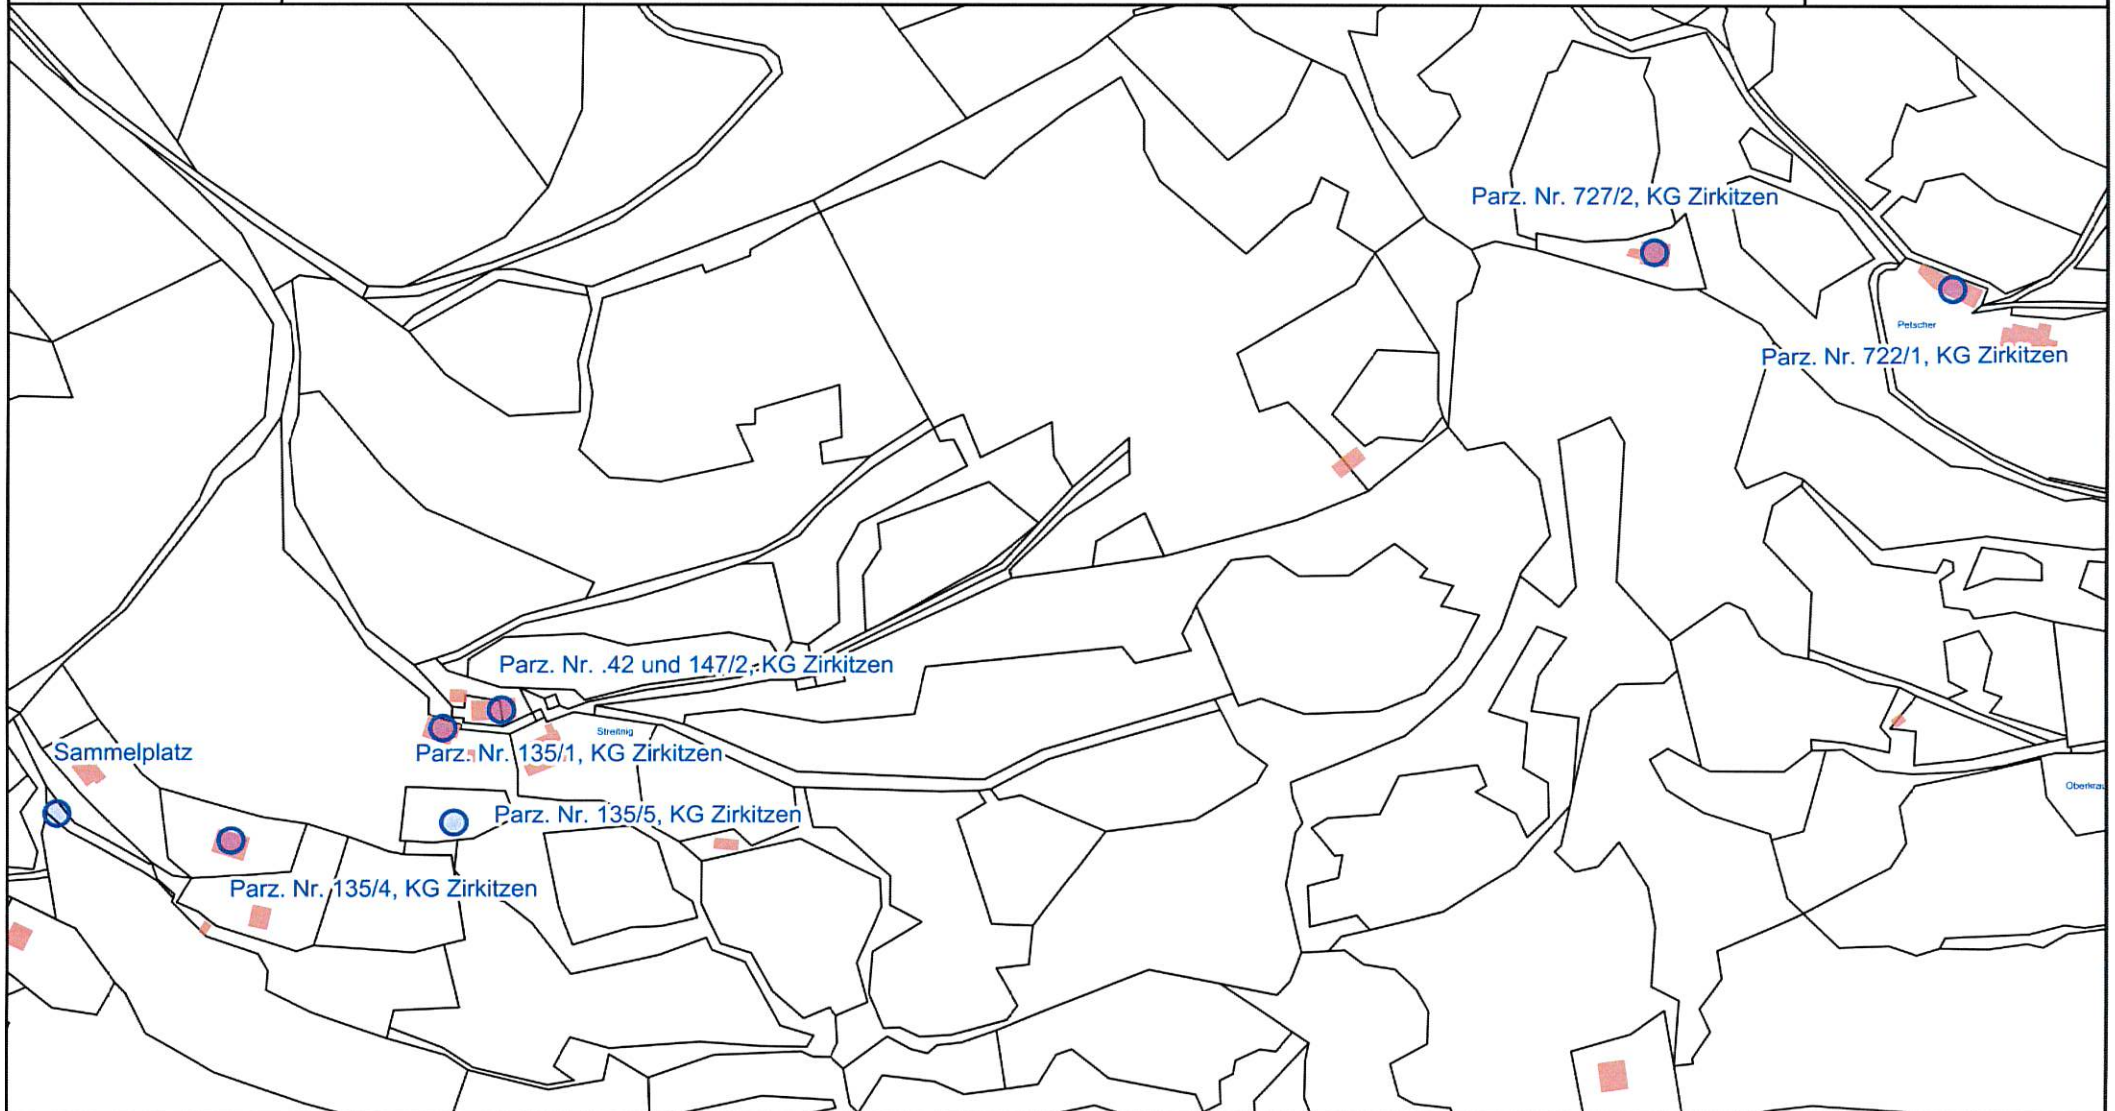 Parz. Nr. 727/2, KG Zirkitzen
Petscher
Parz. Nr. 722/1, KG Zirkitzen
Parz. Nr. .42 und 147/2, KG Zirkitzen
Streitnig
Sammelplatz
Parz. Nr. 135/1, KG Zirkitzen
Parz. Nr. 135/5, KG Zirkitzen
Parz. Nr. 135/4, KG Zirkitzen